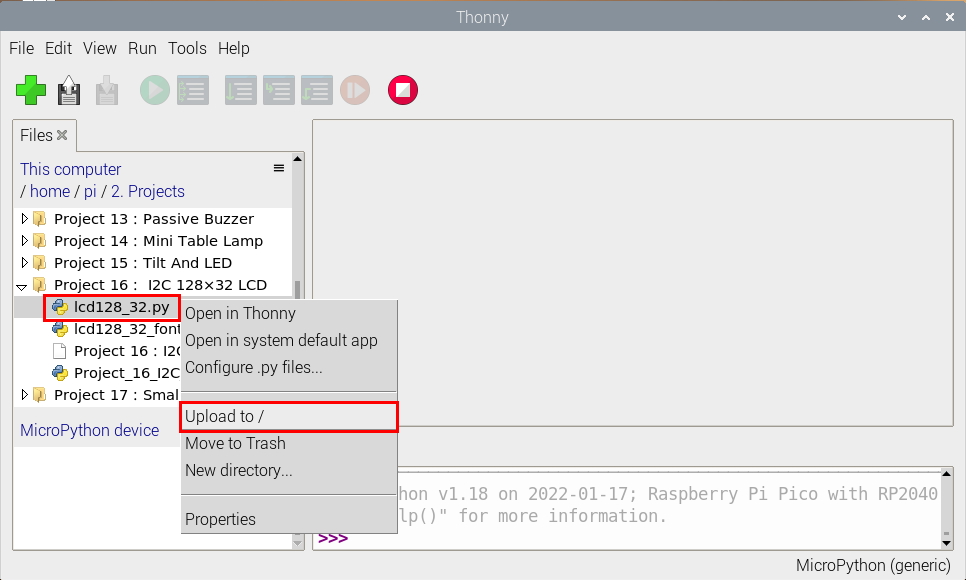 Thonny
File Edit View Run Tools Help
Files
This computer
/ home / pi / 2. Projects
Project 13 : Passive Buzzer
Project 14 : Mini Table Lamp
Project 15 : Tilt And LED
Project 16 : I2C 128×32 LCD
lcd128_32.py
lcd128_32_font
Project 16 : I2C
Project_16_I2C
Project 17 : Smal
MicroPython device
Open in Thonny
Open in system default app
Configure .py files...
Upload to /
Move to Trash
New directory...
Properties
hon v1.18 on 2022-01-17; Raspberry Pi Pico with RP2040
lp()" for more information.
>>>
MicroPython (generic)